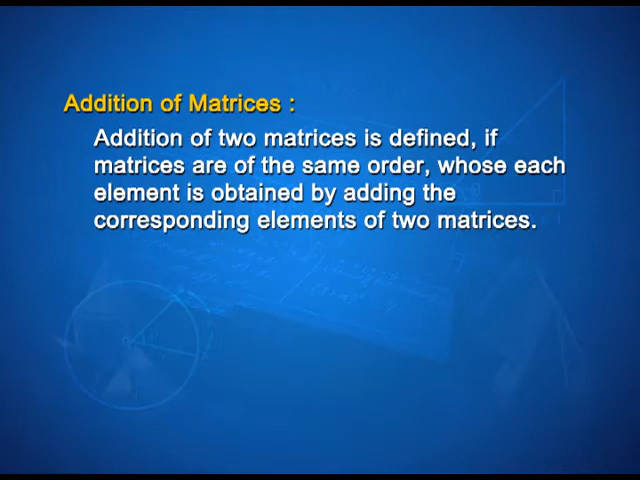 Addition of Matrices :
Addition of two matrices is defined, if
matrices are of the same order, whose each
element is obtained by adding the
corresponding elements of two matrices.